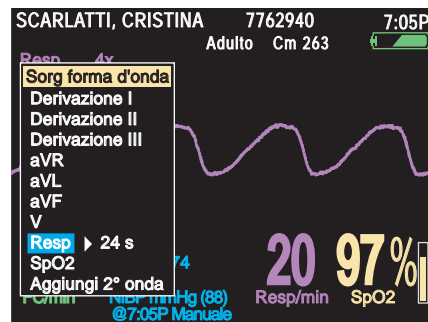 SCARLATTI, CRISTINA 7762940 7:05P
Adulto Cm 263
Resp 4x
Sorg forma d'onda
Derivazione I
Derivazione II
Derivazione III
aVR
aVL
aVF
V
Resp 24 s
SpO2
Aggiungi 2° onda
74
20 97%
FC/min NIBP mmHg (88) Resp/min SpO2
@7:05P Manuale